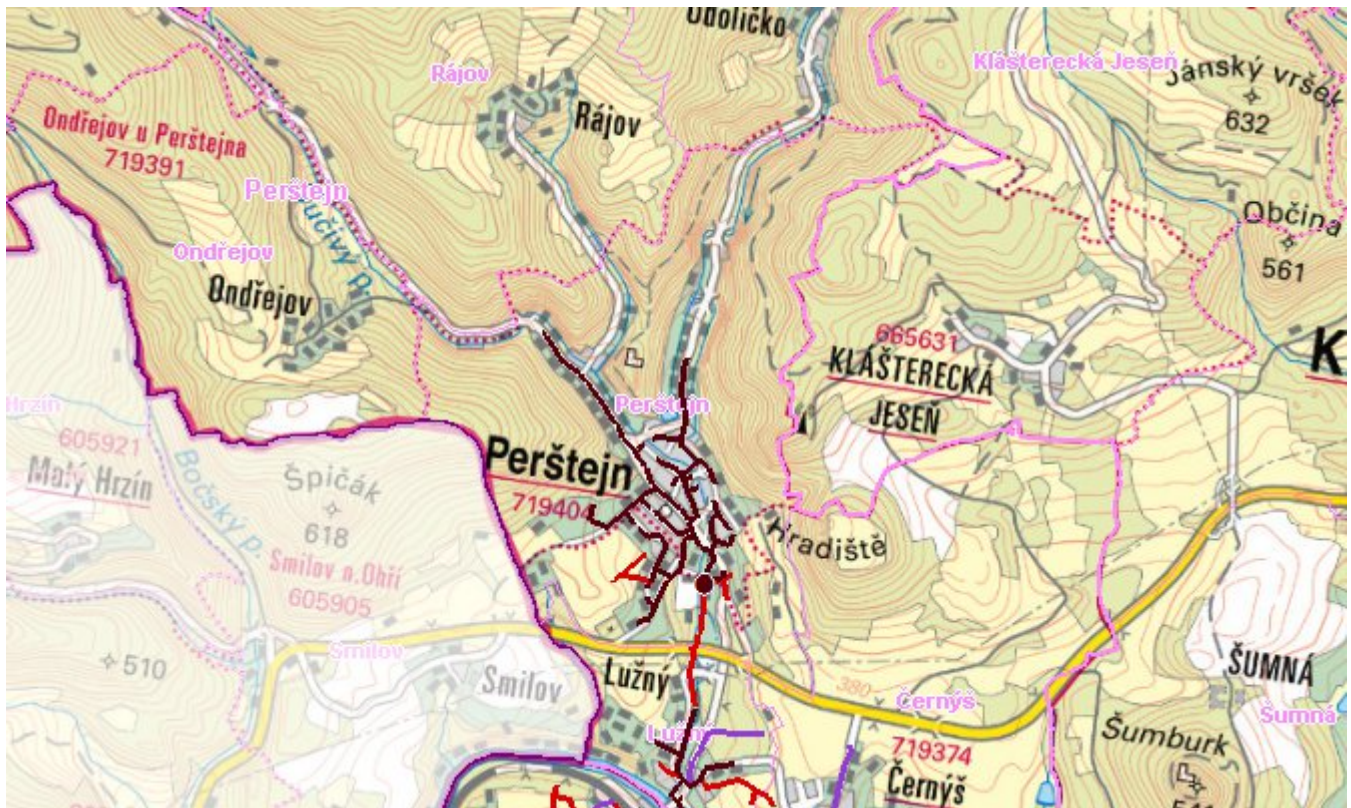 Údolíčko
Rájov
Klášterecká Jeseň
Jánský vršek
632
Rájov
Ondřejov u Perštejna
719391
Perštejn
Občina
561
Ondřejov
Ondřejov
učivý p.
665631
KLÁŠTERECKÁ
JESEŇ
K
Perštejn
Hrzín
605921
Malý Hrzín
Bočský p.
Špičák
618
Perštejn
719404
Hradiště
Smilov n.Ohří
605905
510
Smilov
Smilov
Lužný
380
Černýš
ŠUMNÁ
Lužný
Šumná
719374
Černýš
Šumburk